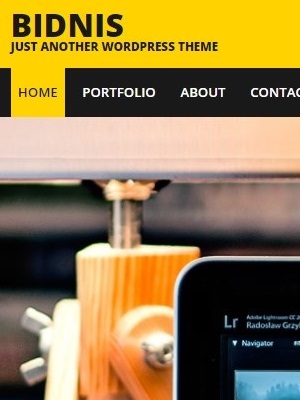 BIDNIS
JUST ANOTHER WORDPRESS THEME
HOME PORTFOLIO ABOUT CONTAC
Lr Adobe Lightroom CC 2
Radosław Grzy
Navigator